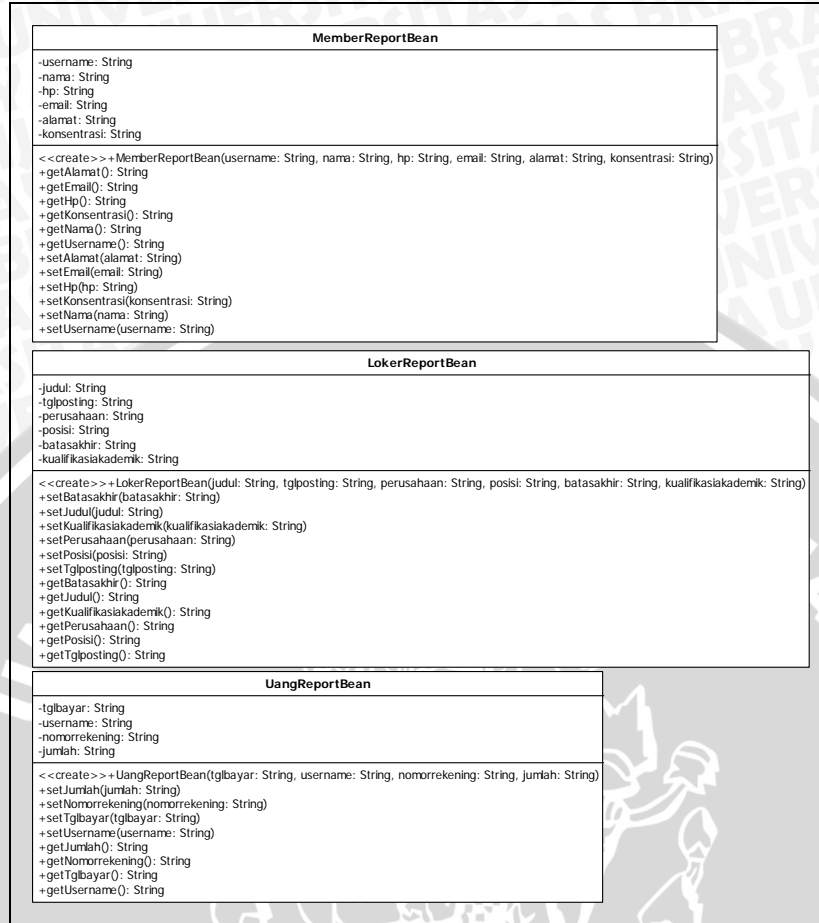 MemberReportBean
-username: String
-nama: String
-hp: String
-email: String
-alamat: String
-konsentrasi: String
<<create>>+MemberReportBean(username: String, nama: String, hp: String, email: String, alamat: String, konsentrasi: String)
+getAlamat(): String
+getEmail(): String
+getHp(): String
+getKonsentrasi(): String
+getNama(): String
+getUsername(): String
+setAlamat(alamat: String)
+setEmail(email: String)
+setHp(hp: String)
+setKonsentrasi(konsentrasi: String)
+setNama(nama: String)
+setUsername(username: String)
LokerReportBean
-judul: String
-tglposting: String
-perusahaan: String
-posisi: String
-batasakhir: String
-kualifikasiakademik: String
<<create>>+LokerReportBean(judul: String, tglposting: String, perusahaan: String, posisi: String, batasakhir: String, kualifikasiakademik: String)
+setBatasakhir(batasakhir: String)
+setJudul(judul: String)
+setKualifikasiakademik(kualifikasiakademik: String)
+setPerusahaan(perusahaan: String)
+setPosisi(posisi: String)
+setTglposting(tglposting: String)
+getBatasakhir(): String
+getJudul(): String
+getKualifikasiakademik(): String
+getPerusahaan(): String
+getPosisi(): String
+getTglposting(): String
UangReportBean
-tglbayar: String
-username: String
-nomorrekening: String
-jumlah: String
<<create>>+UangReportBean(tglbayar: String, username: String, nomorrekening: String, jumlah: String)
+setJumlah(jumlah: String)
+setNomorrekening(nomorrekening: String)
+setTglbayar(tglbayar: String)
+setUsername(username: String)
+getJumlah(): String
+getNomorrekening(): String
+getTglbayar(): String
+getUsername(): String